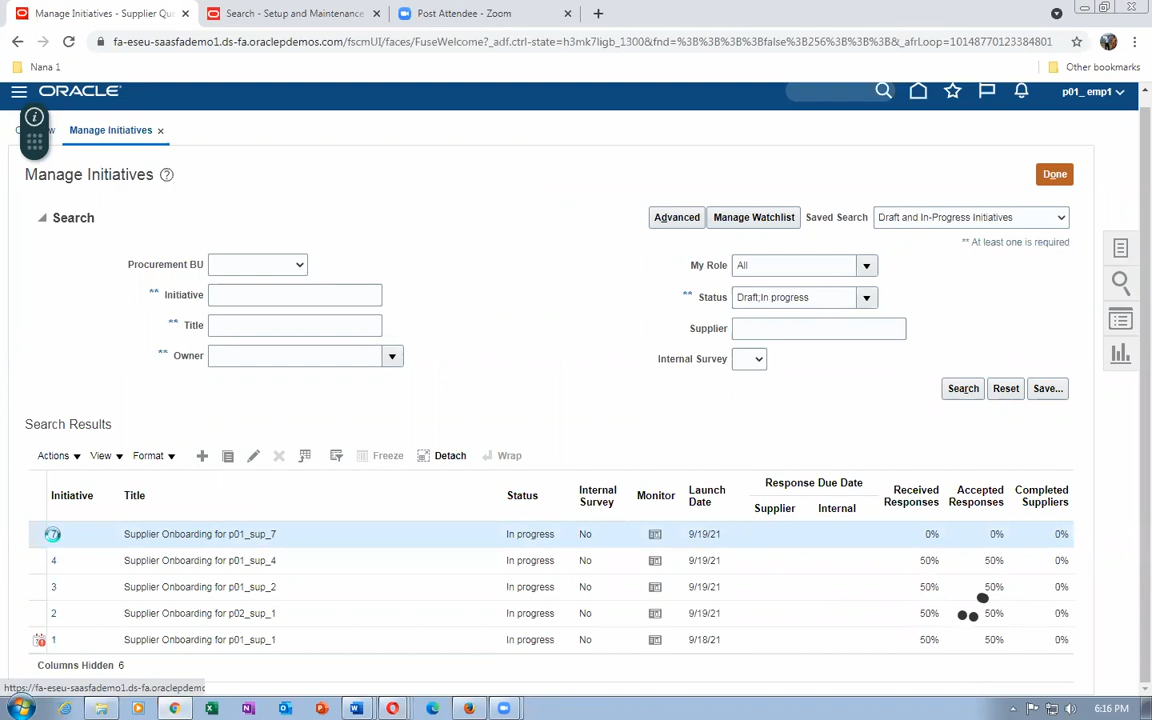 Manage Initiatives - Supplier Qu
Search - Setup and Maintenance
Post Attendee - Zoom
fa-eseu-saasfademo1.ds-fa.oraclepdemos.com/fscmUI/faces/FuseWelcome?_adf.ctrl-state=h3mk7ligb_1300&fnd=%3B%3B%3B%3Bfalse%3B256%3B%3B%3B&_afrLoop=101487701233848​01
Nana 1
Other bookmarks
ORACLE
p01_ emp1
Manage Initiatives
Manage Initiatives
Done
Search
Advanced
Manage Watchlist
Saved Search
Draft and In-Progress Initiatives
** At least one is required
Procurement BU
My Role
All
** Initiative
** Status
Draft;In progress
** Title
Supplier
** Owner
Internal Survey
Search
Reset
Save...
Search Results
Actions
View
Format
Freeze
Detach
Wrap
Initiative
Title
Status
Internal Survey
Monitor
Launch Date
Response Due Date
Supplier
Internal
Received Responses
Accepted Responses
Completed Suppliers
7 Supplier Onboarding for p01_sup_7 In progress No 9/19/21 0% 0% 0%
4 Supplier Onboarding for p01_sup_4 In progress No 9/19/21 50% 50% 0%
3 Supplier Onboarding for p01_sup_2 In progress No 9/19/21 50% 50% 0%
2 Supplier Onboarding for p02_sup_1 In progress No 9/19/21 50% 50% 0%
1 Supplier Onboarding for p01_sup_1 In progress No 9/18/21 50% 50% 0%
Columns Hidden 6
https://fa-eseu-saasfademo1.ds-fa.oraclepdemo
6:16 PM